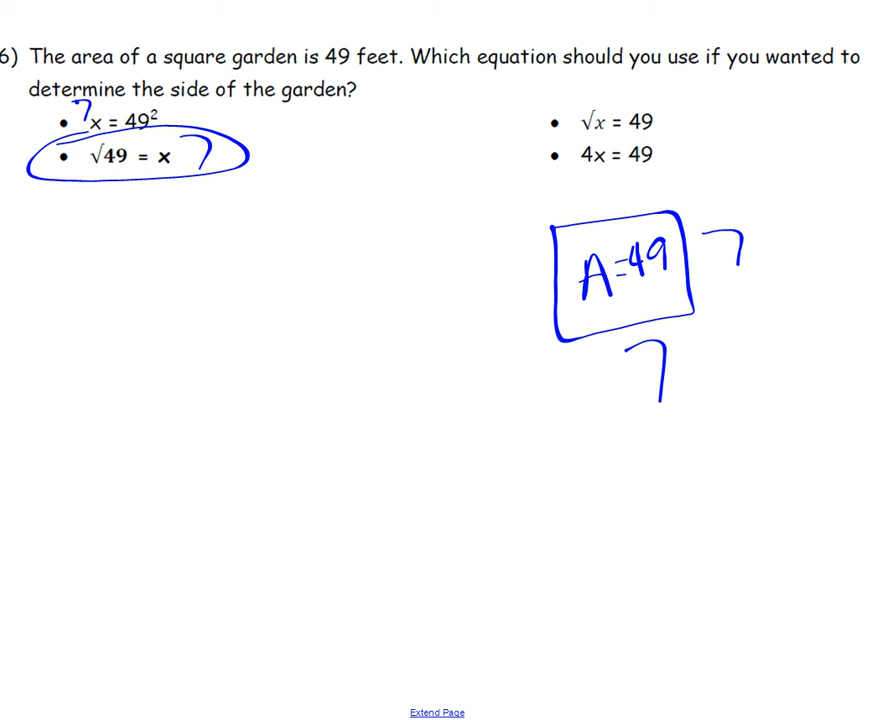 6) The area of a square garden is 49 feet. Which equation should you use if you wanted to
determine the side of the garden?
7
• x = 49²
• √49 = x 7
• √x = 49
• 4x = 49
A=49 7
7
Extend Page